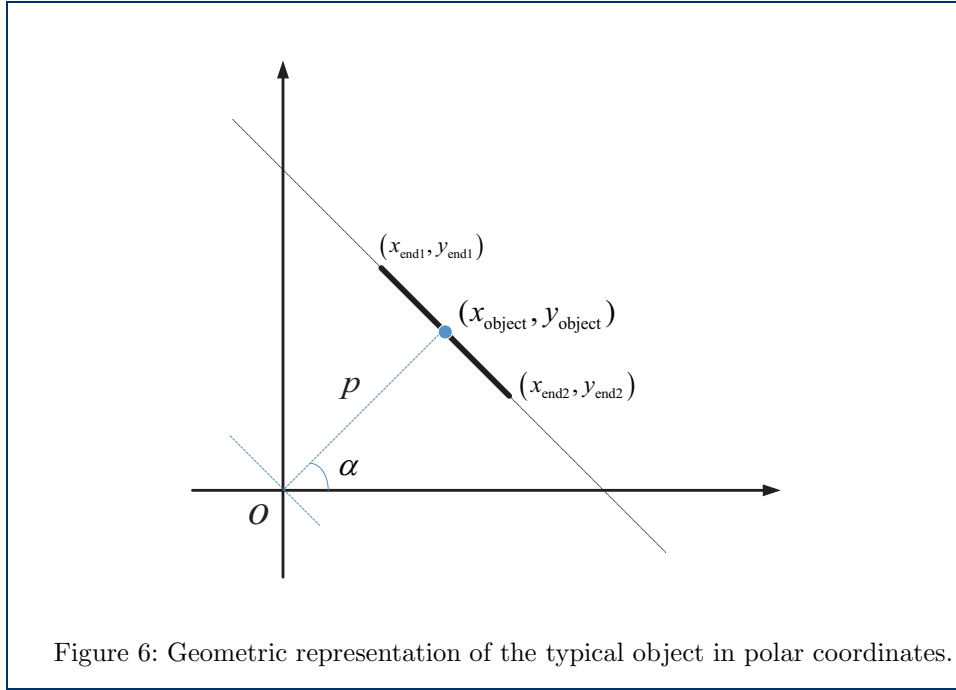 (x_end1, y_end1)
(x_object, y_object)
p
(x_end2, y_end2)
α
O
Figure 6: Geometric representation of the typical object in polar coordinates.